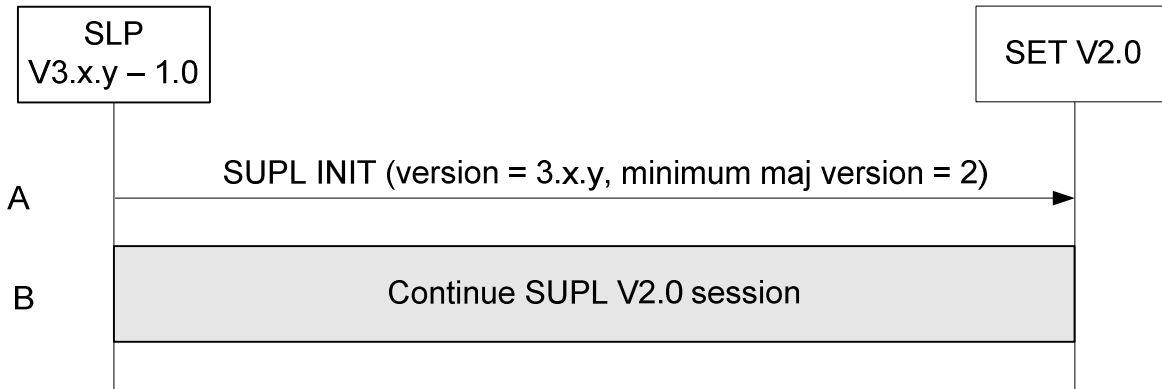 SLP
V3.x.y – 1.0
SET V2.0
A
SUPL INIT (version = 3.x.y, minimum maj version = 2)
B
Continue SUPL V2.0 session